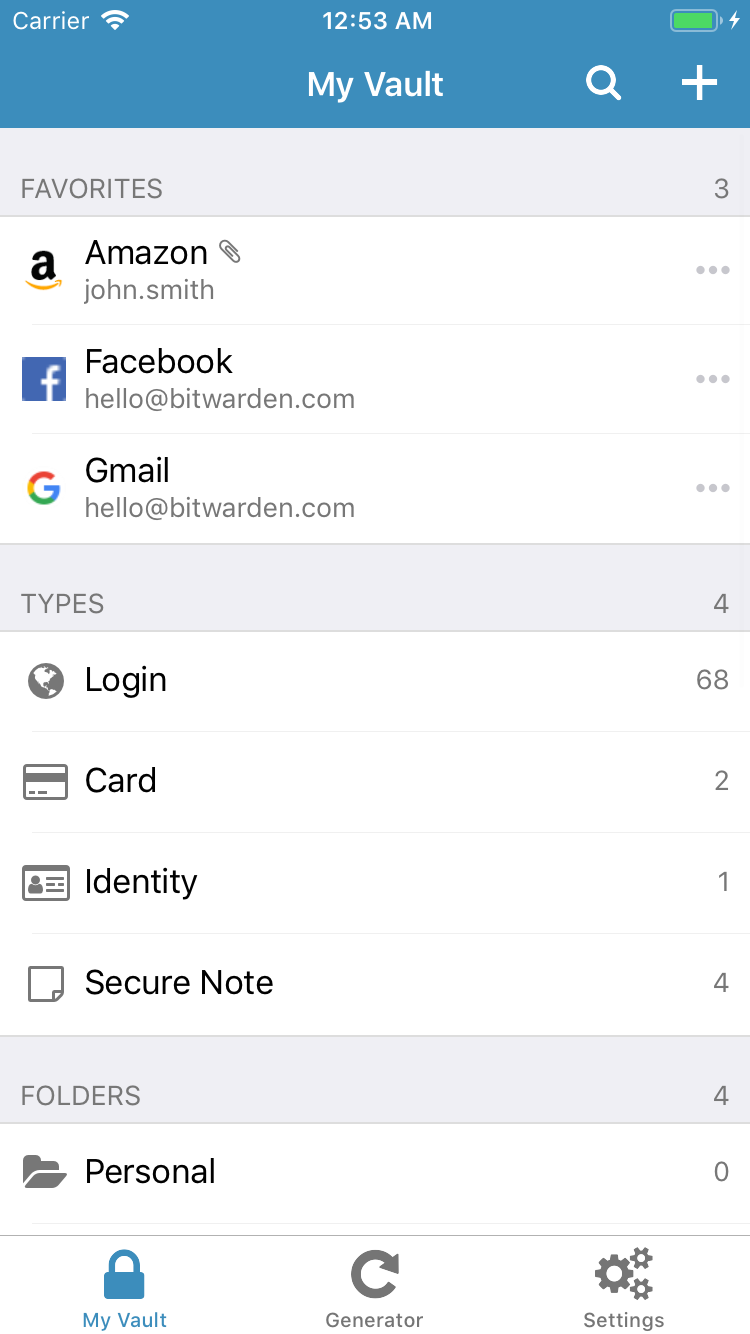 Carrier 12:53 AM
My Vault
FAVORITES 3
Amazon
john.smith
Facebook
hello@bitwarden.com
Gmail
hello@bitwarden.com
TYPES 4
Login 68
Card 2
Identity 1
Secure Note 4
FOLDERS 4
Personal 0
My Vault Generator Settings